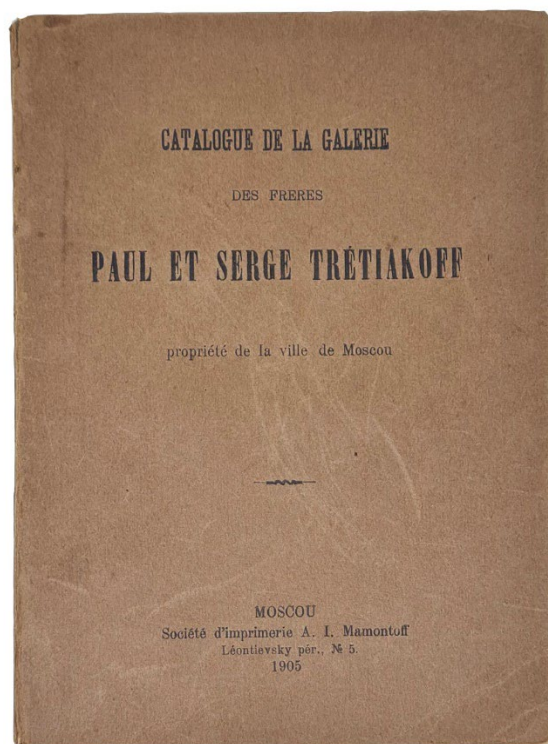 CATALOGUE DE LA GALERIE
DES FRERES
PAUL ET SERGE TRÉTIAKOFF
propriété de la ville de Moscou
MOSCOU
Société d'imprimerie A. I. Mamontoff
Léontievsky pér., № 5.
1905